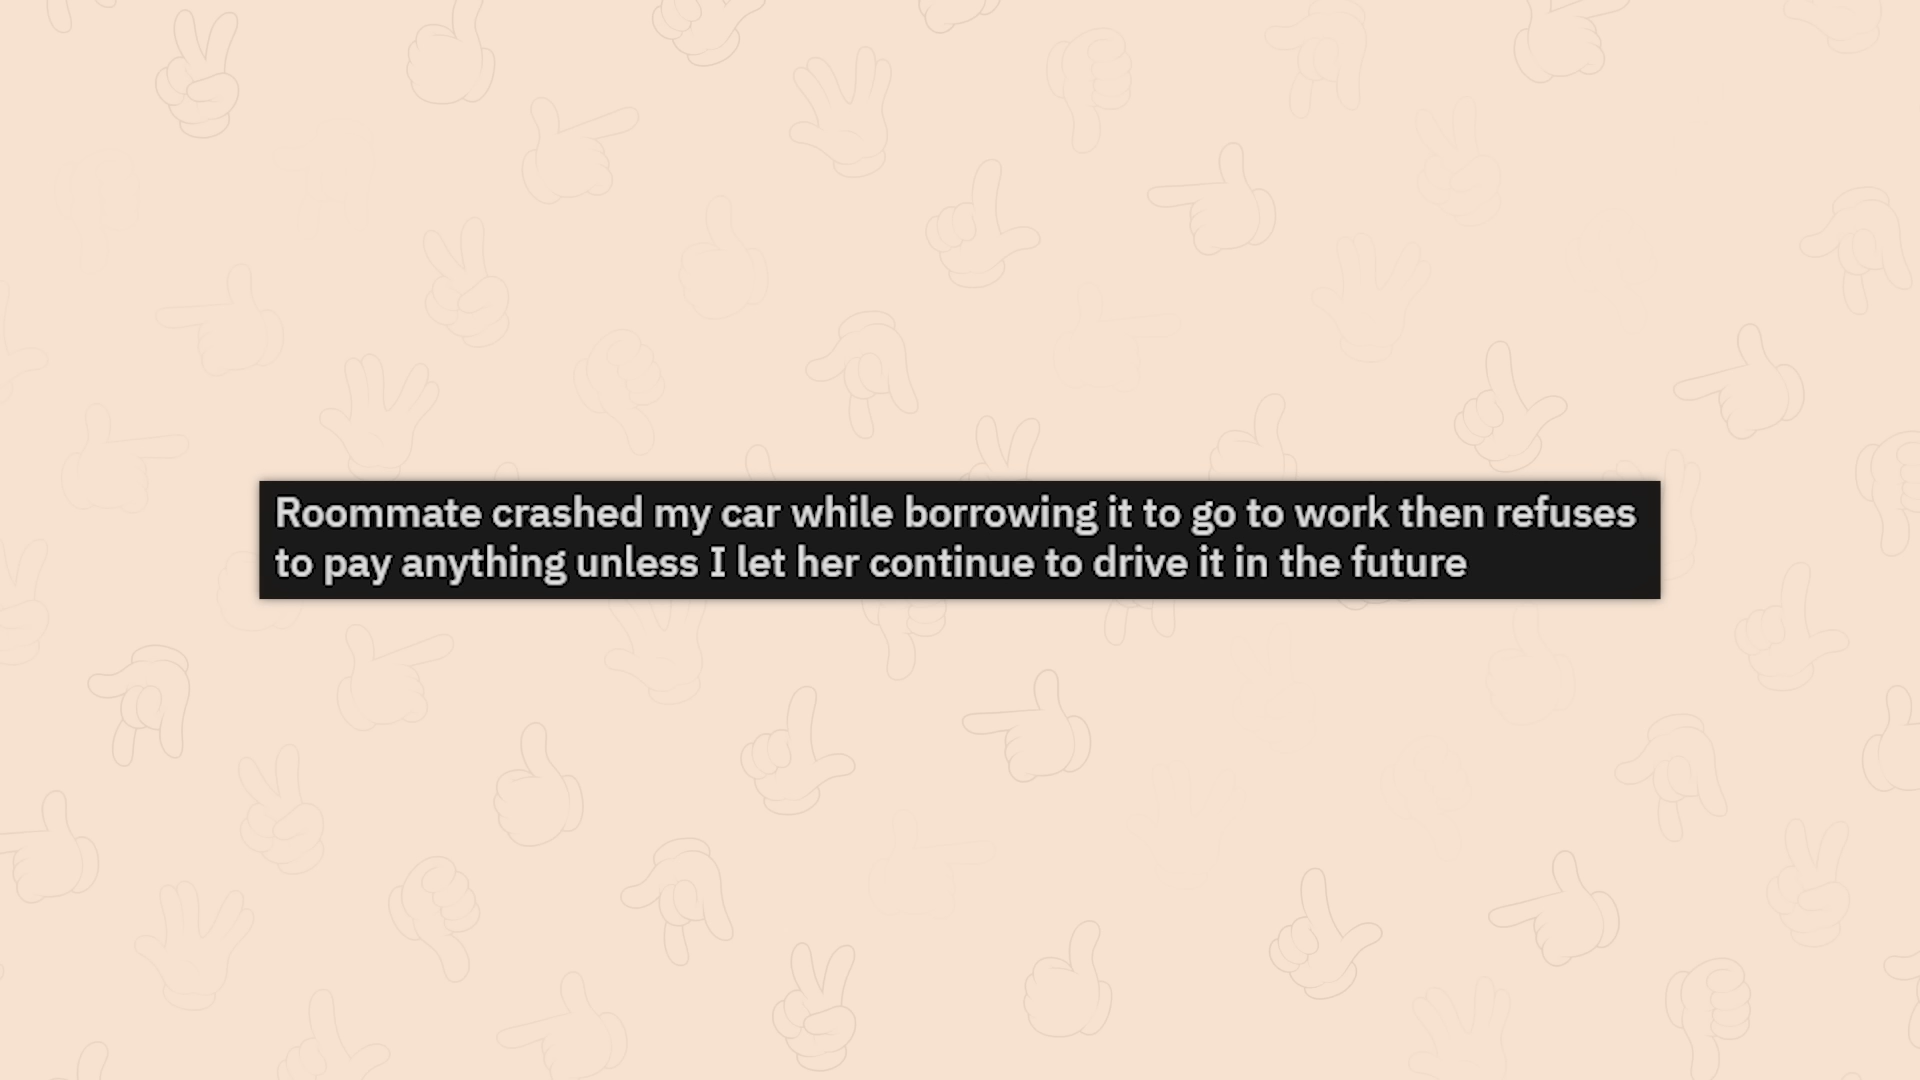 Roommate crashed my car while borrowing it to go to work then refuses
to pay anything unless I let her continue to drive it in the future